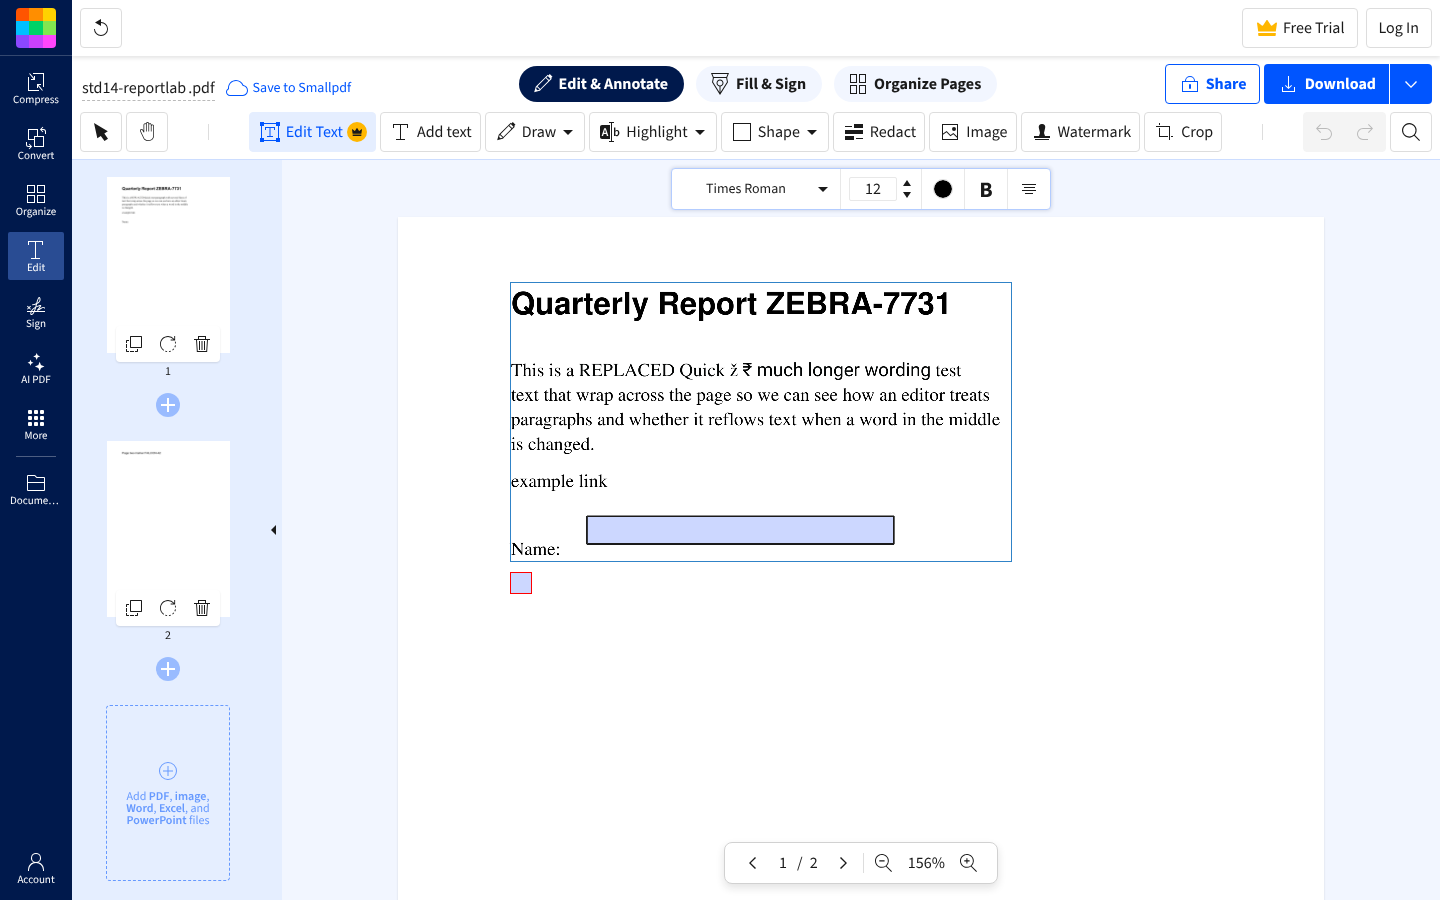 Free Trial
Log In
std14-reportlab .pdf
Save to Smallpdf
Edit & Annotate
Fill & Sign
Organize Pages
Share
Download
Edit Text
Add text
Draw
Highlight
Shape
Redact
Image
Watermark
Crop
Compress
Convert
Organize
Edit
Sign
AI PDF
More
Docume...
Account
Quarterly Report ZEBRA-7731
1
2
Add PDF, image,
Word, Excel, and
PowerPoint files
Times Roman
12
B
Quarterly Report ZEBRA-7731
This is a REPLACED Quick ž ₹ much longer wording test
text that wrap across the page so we can see how an editor treats
paragraphs and whether it reflows text when a word in the middle
is changed.
example link
Name:
1 / 2
156%